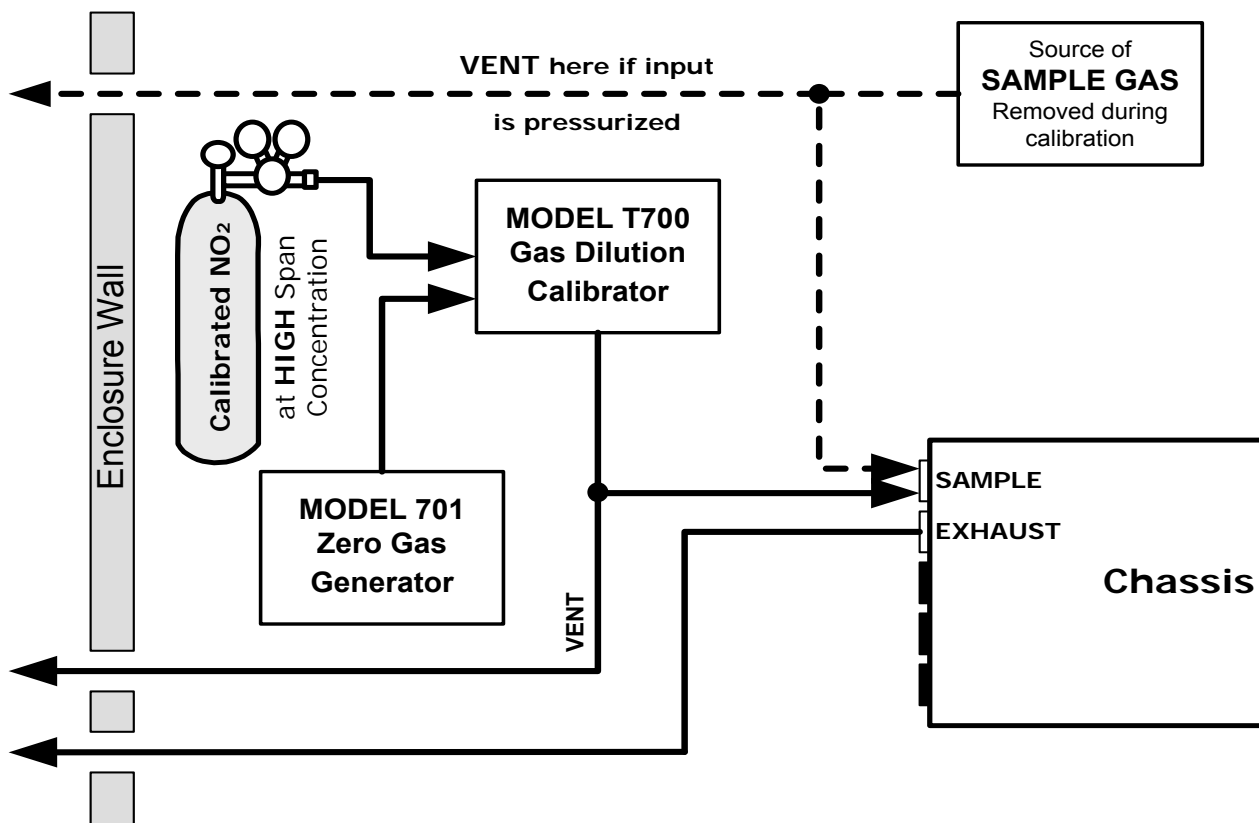 VENT here if input
is pressurized
Source of
SAMPLE GAS
Removed during
calibration
Enclosure Wall
Calibrated NO₂
at HIGH Span
Concentration
MODEL T700
Gas Dilution
Calibrator
MODEL 701
Zero Gas
Generator
VENT
SAMPLE
EXHAUST
Chassis